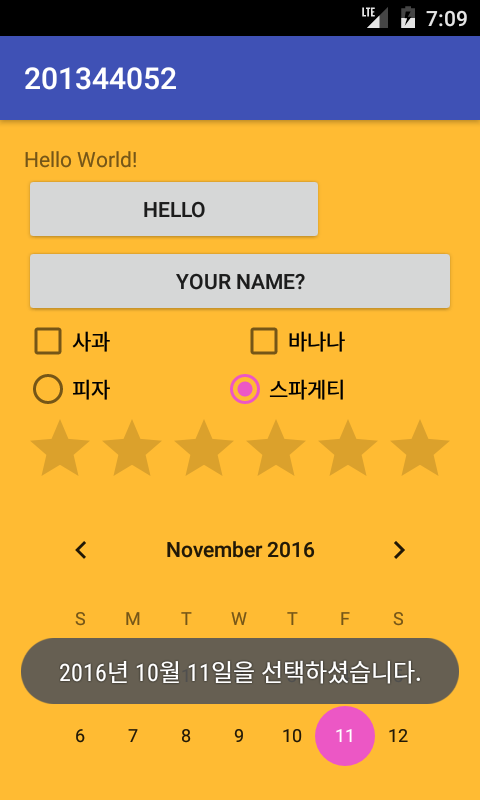 LTE 7:09
201344052
Hello World!
HELLO
YOUR NAME?
사과 바나나
피자 스파게티
November 2016
S M T W T F S
2016년 10월 11일을 선택하셨습니다.
6 7 8 9 10 11 12